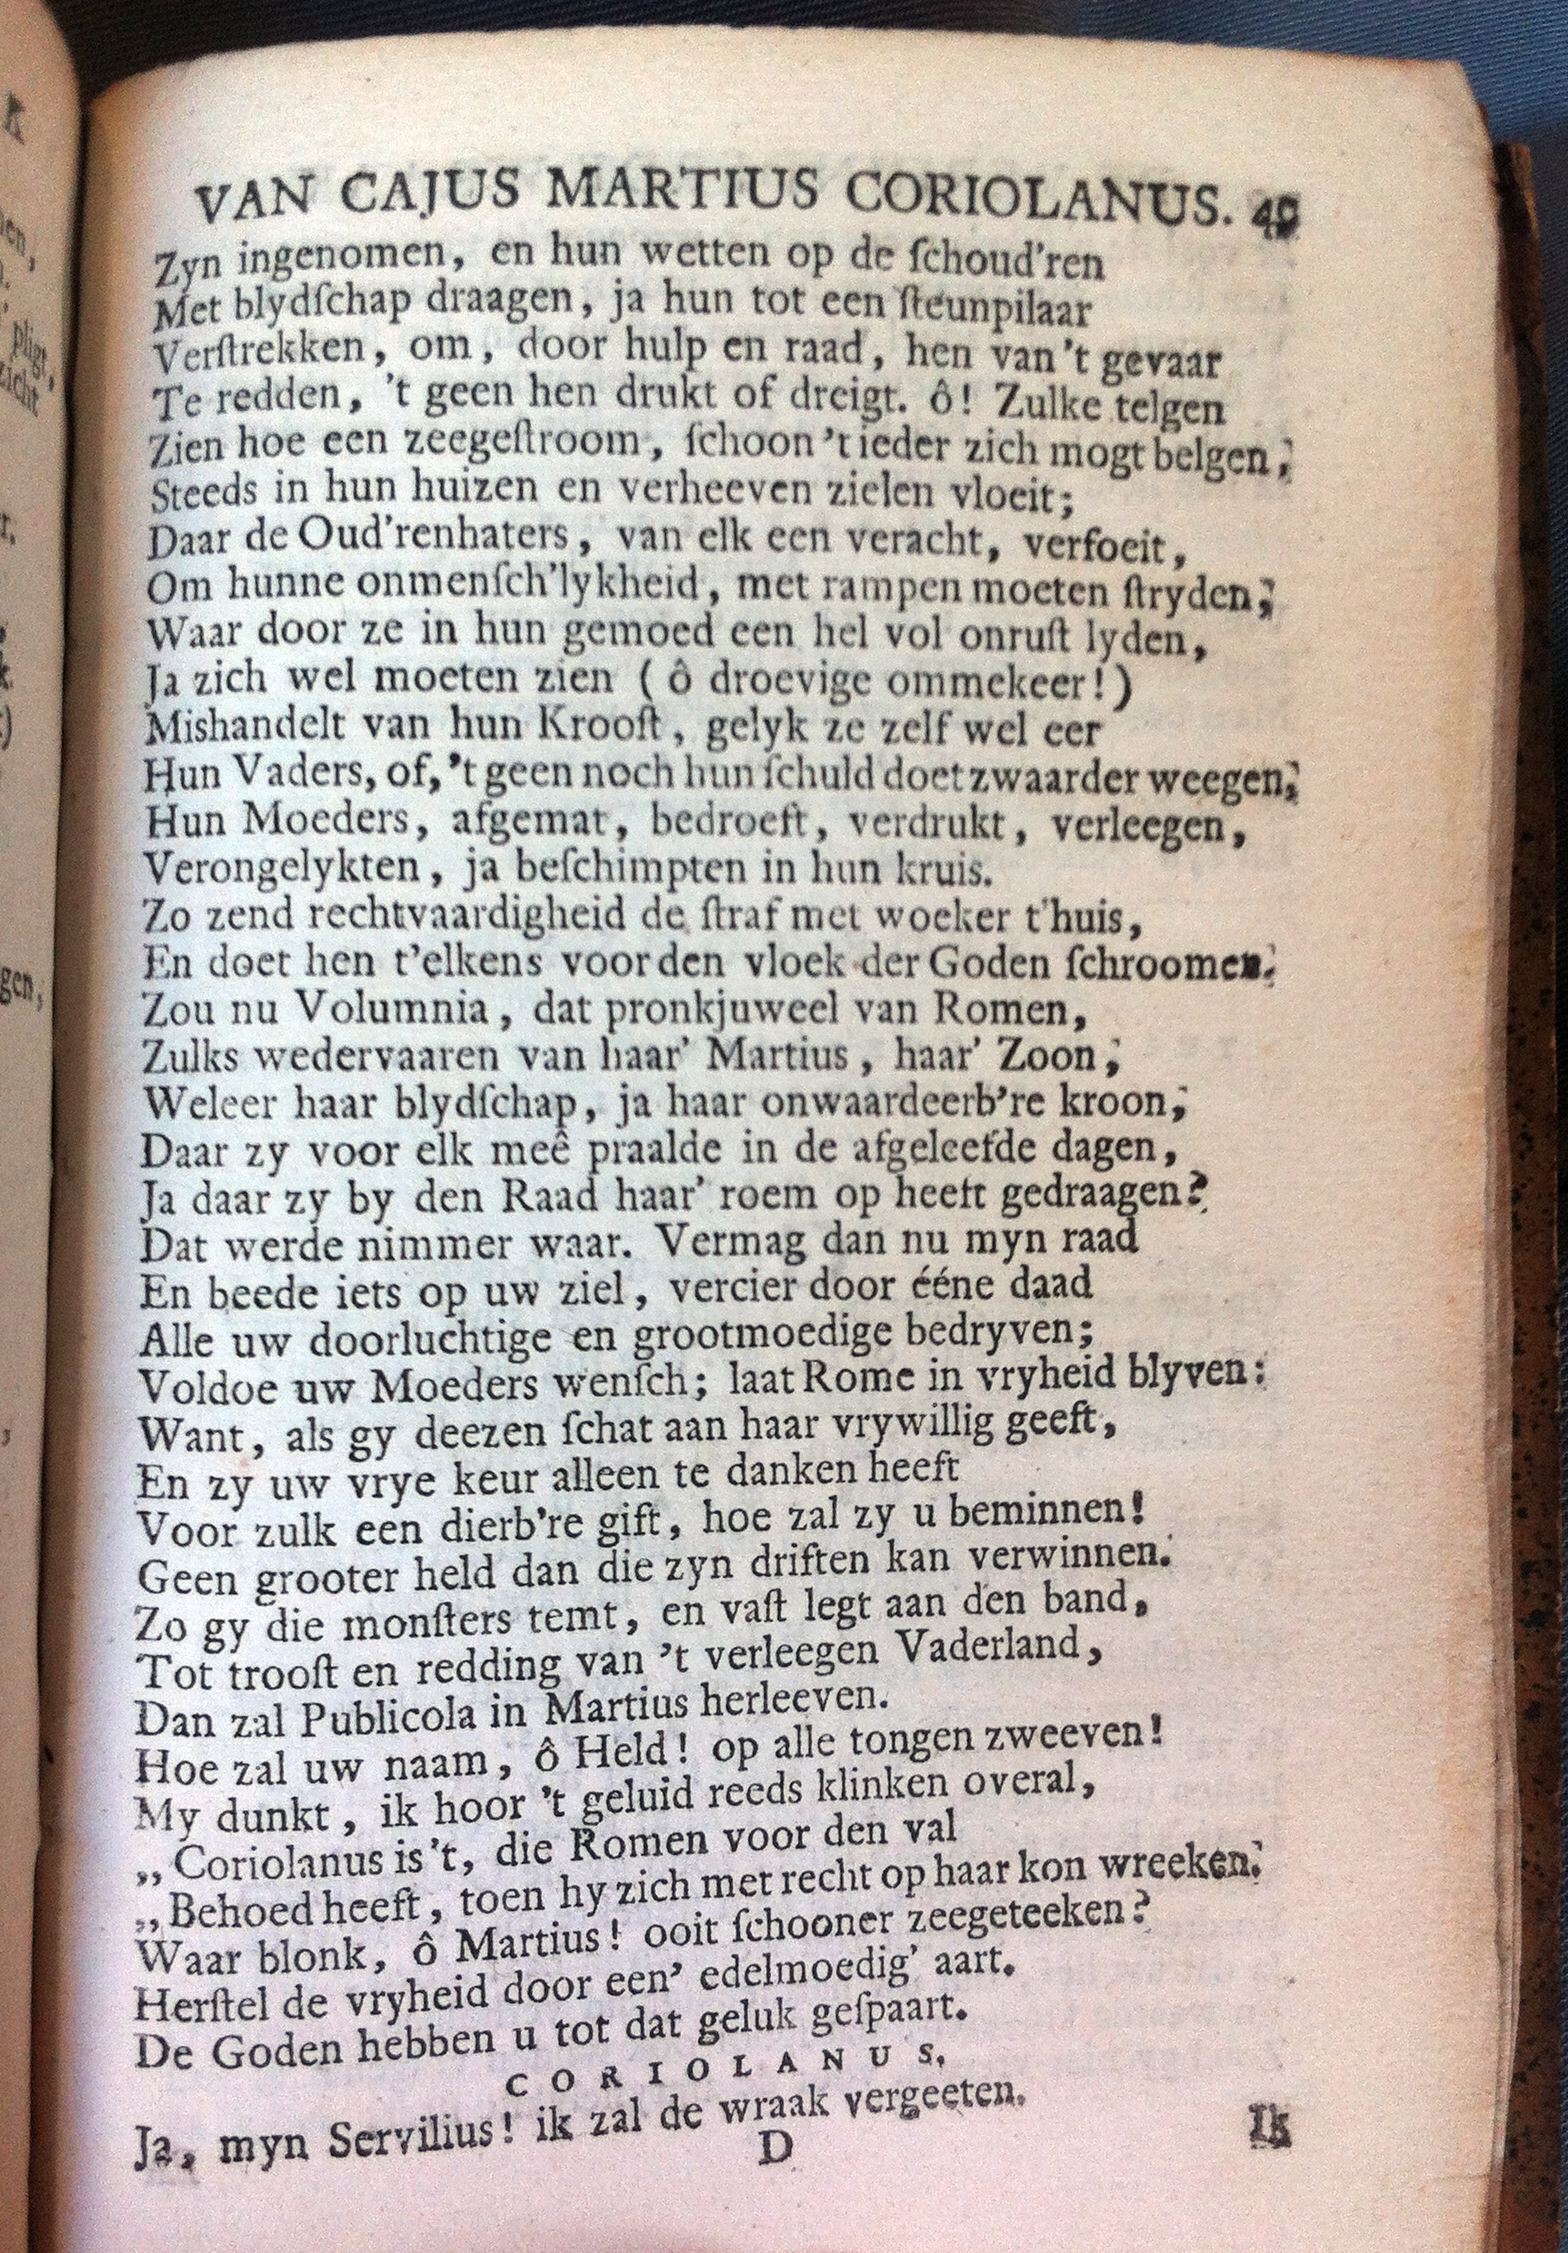 VAN CAJUS MARTIUS CORIOLANUS. 49
Zyn ingenomen, en hun wetten op de ſchoud'ren
Met blydſchap draagen, ja hun tot een ſteunpilaar
Verſtrekken, om, door hulp en raad, hen van 't gevaar
Te redden, 't geen hen drukt of dreigt. ô! Zulke telgen
Zien hoe een zeegeſtroom, ſchoon 't ieder zich mogt belgen,
Steeds in hun huizen en verheeven zielen vloeit;
Daar de Oud'renhaters, van elk een veracht, verfoeit,
Om hunne onmenſch'lykheid, met rampen moeten ſtryden,
Waar door ze in hun gemoed een hel vol onruſt lyden,
Ja zich wel moeten zien (ô droevige ommekeer!)
Mishandelt van hun Krooſt, gelyk ze zelf wel eer
Hun Vaders, of, 't geen noch hun ſchuld doet zwaarder weegen,
Hun Moeders, afgemat, bedroeft, verdrukt, verleegen,
Verongelykten, ja beſchimpten in hun kruis.
Zo zend rechtvaardigheid de ſtraf met woeker t'huis,
En doet hen t'elkens voor den vloek der Goden ſchroomen.
Zou nu Volumnia, dat pronkjuweel van Romen,
Zulks wedervaaren van haar' Martius, haar' Zoon,
Weleer haar blydſchap, ja haar onwaardeerb're kroon,
Daar zy voor elk meê praalde in de afgeleefde dagen,
Ja daar zy by den Raad haar' roem op heeft gedraagen?
Dat werde nimmer waar. Vermag dan nu myn raad
En beede iets op uw ziel, vercier door ééne daad
Alle uw doorluchtige en grootmoedige bedryven;
Voldoe uw Moeders wenſch; laat Rome in vryheid blyven:
Want, als gy deezen ſchat aan haar vrywillig geeft,
En zy uw vrye keur alleen te danken heeft
Voor zulk een dierb're gift, hoe zal zy u beminnen!
Geen grooter held dan die zyn driften kan verwinnen.
Zo gy die monſters temt, en vaſt legt aan den band,
Tot trooſt en redding van 't verleegen Vaderland,
Dan zal Publicola in Martius herleeven.
Hoe zal uw naam, ô Held! op alle tongen zweeven!
My dunkt, ik hoor 't geluid reeds klinken overal,
„Coriolanus is 't, die Romen voor den val
„Behoed heeft, toen hy zich met recht op haar kon wreeken.
Waar blonk, ô Martius! ooit ſchooner zeegeteeken?
Herſtel de vryheid door een' edelmoedig' aart.
De Goden hebben u tot dat geluk geſpaart.
CORIOLANUS.
Ja, myn Servilius! ik zal de wraak vergeeten.
D Ik